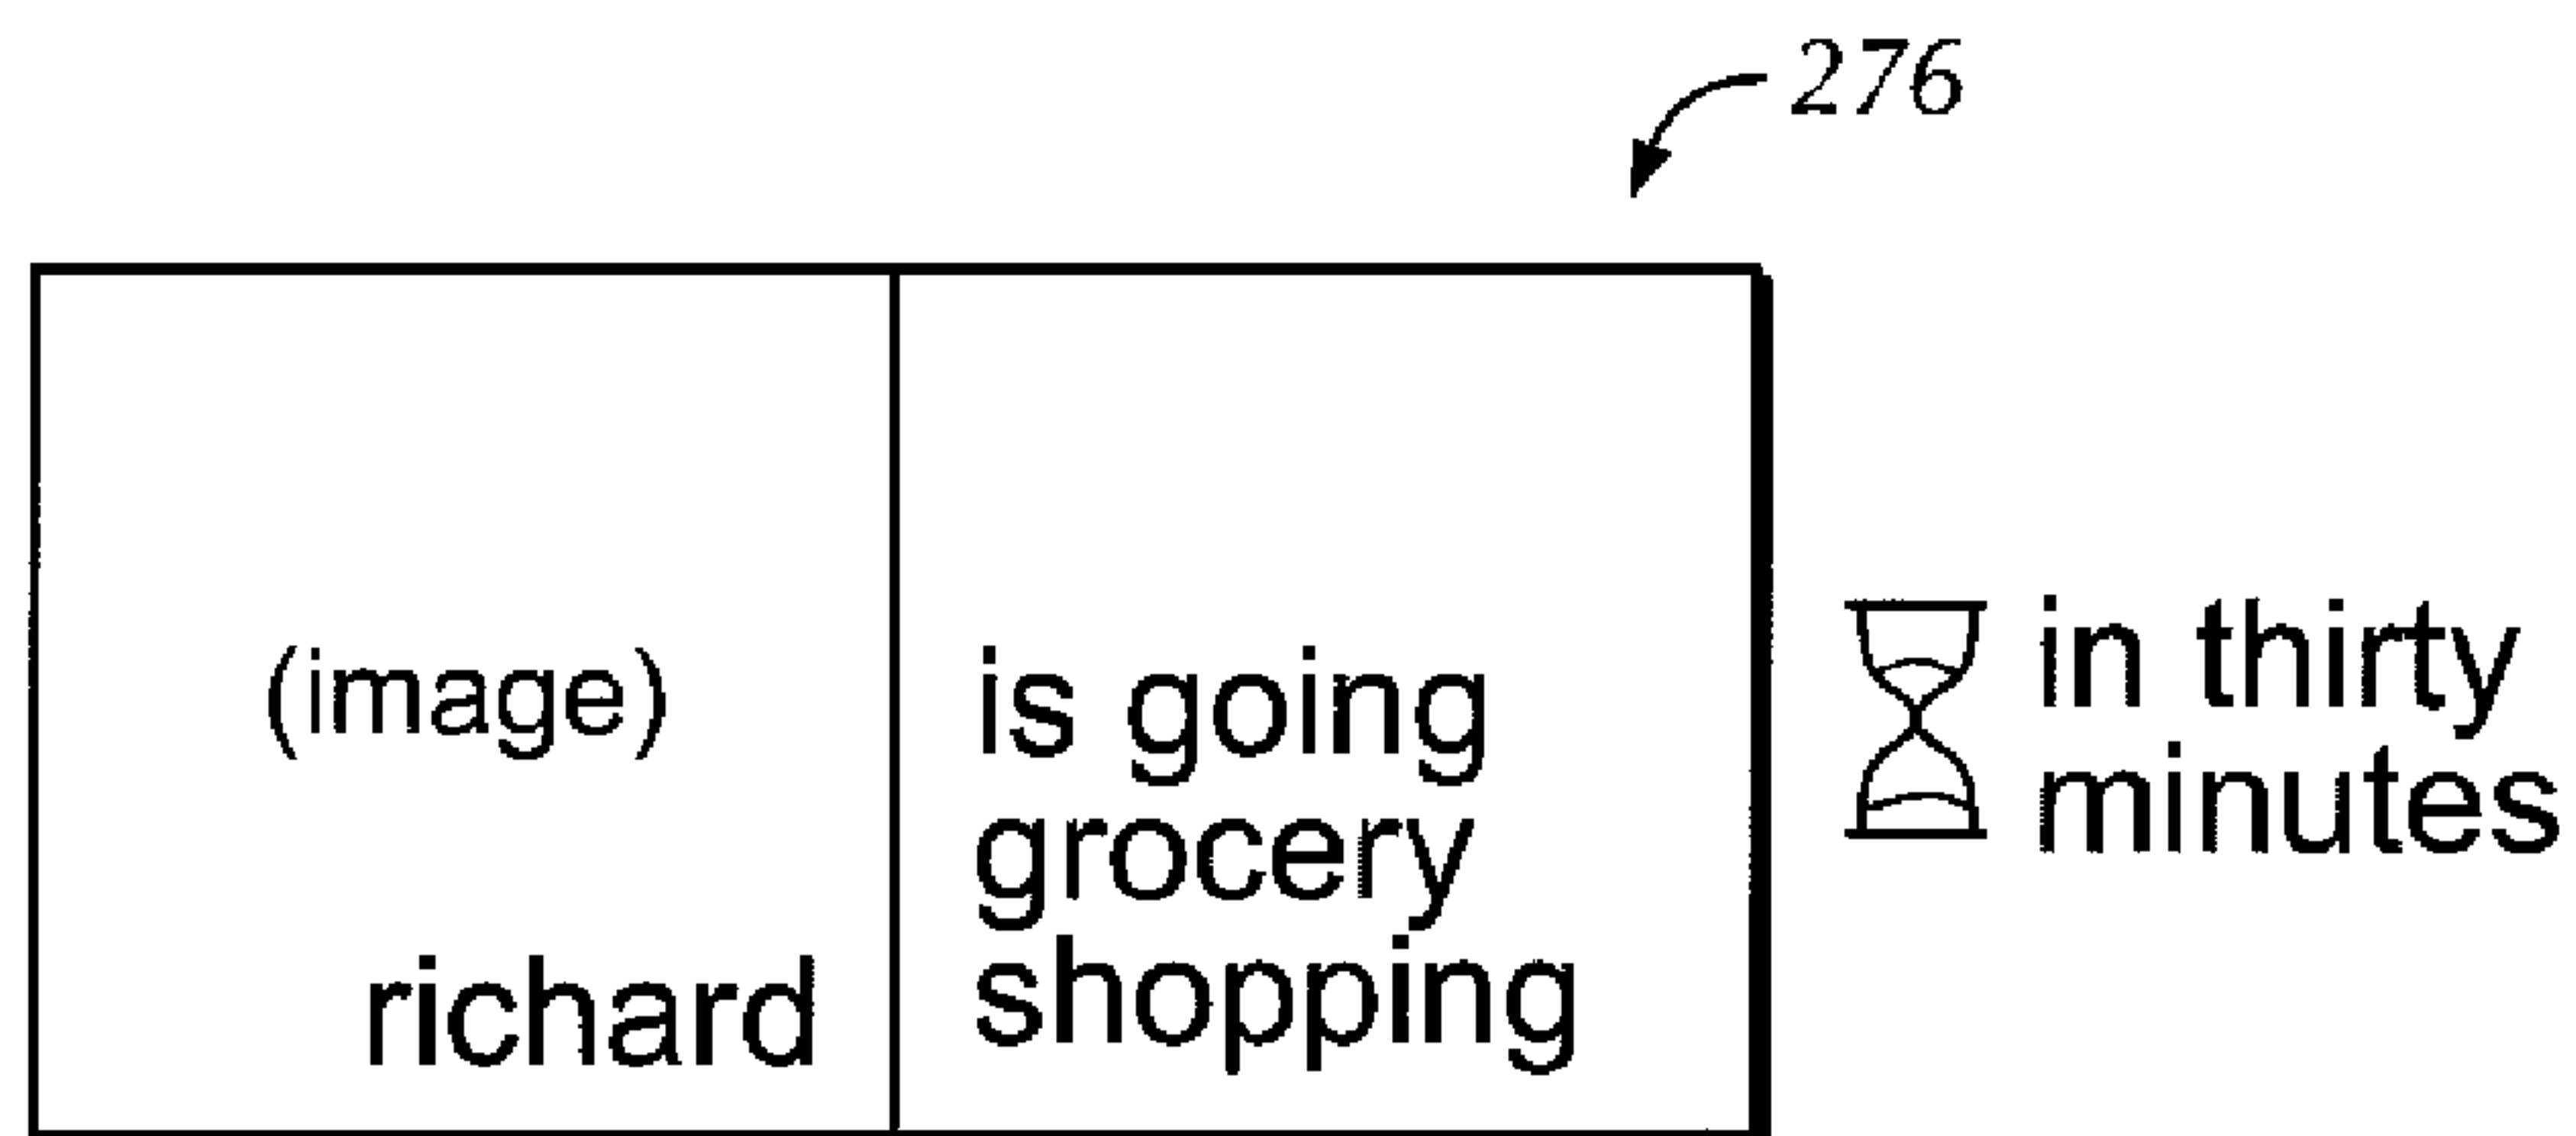 276
(image)
richard
is going
grocery
shopping
in thirty
minutes